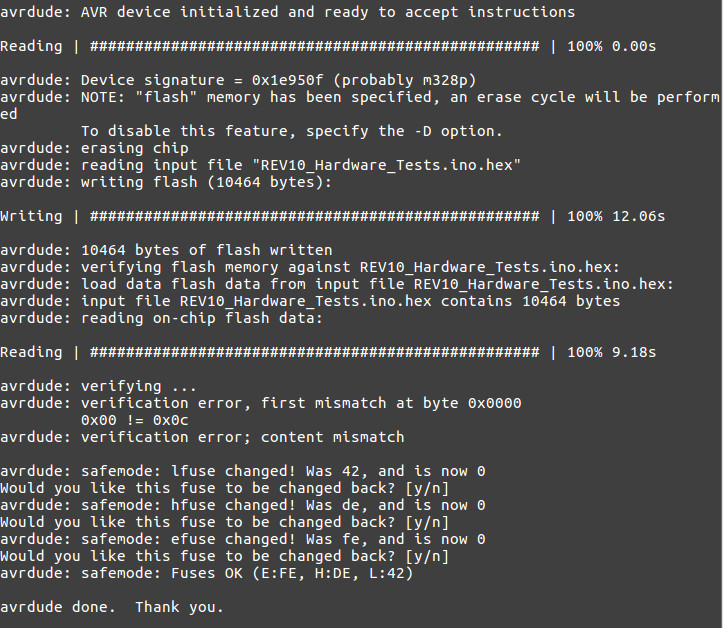 avrdude: AVR device initialized and ready to accept instructions
Reading | ################################################## | 100% 0.00s
avrdude: Device signature = 0x1e950f (probably m328p)
avrdude: NOTE: "flash" memory has been specified, an erase cycle will be perform
ed
To disable this feature, specify the -D option.
avrdude: erasing chip
avrdude: reading input file "REV10_Hardware_Tests.ino.hex"
avrdude: writing flash (10464 bytes):
Writing | ################################################## | 100% 12.06s
avrdude: 10464 bytes of flash written
avrdude: verifying flash memory against REV10_Hardware_Tests.ino.hex:
avrdude: load data flash data from input file REV10_Hardware_Tests.ino.hex:
avrdude: input file REV10_Hardware_Tests.ino.hex contains 10464 bytes
avrdude: reading on-chip flash data:
Reading | ################################################## | 100% 9.18s
avrdude: verifying ...
avrdude: verification error, first mismatch at byte 0x0000
0x00 != 0x0c
avrdude: verification error; content mismatch
avrdude: safemode: lfuse changed! Was 42, and is now 0
Would you like this fuse to be changed back? [y/n]
avrdude: safemode: hfuse changed! Was de, and is now 0
Would you like this fuse to be changed back? [y/n]
avrdude: safemode: efuse changed! Was fe, and is now 0
Would you like this fuse to be changed back? [y/n]
avrdude: safemode: Fuses OK (E:FE, H:DE, L:42)
avrdude done.  Thank you.